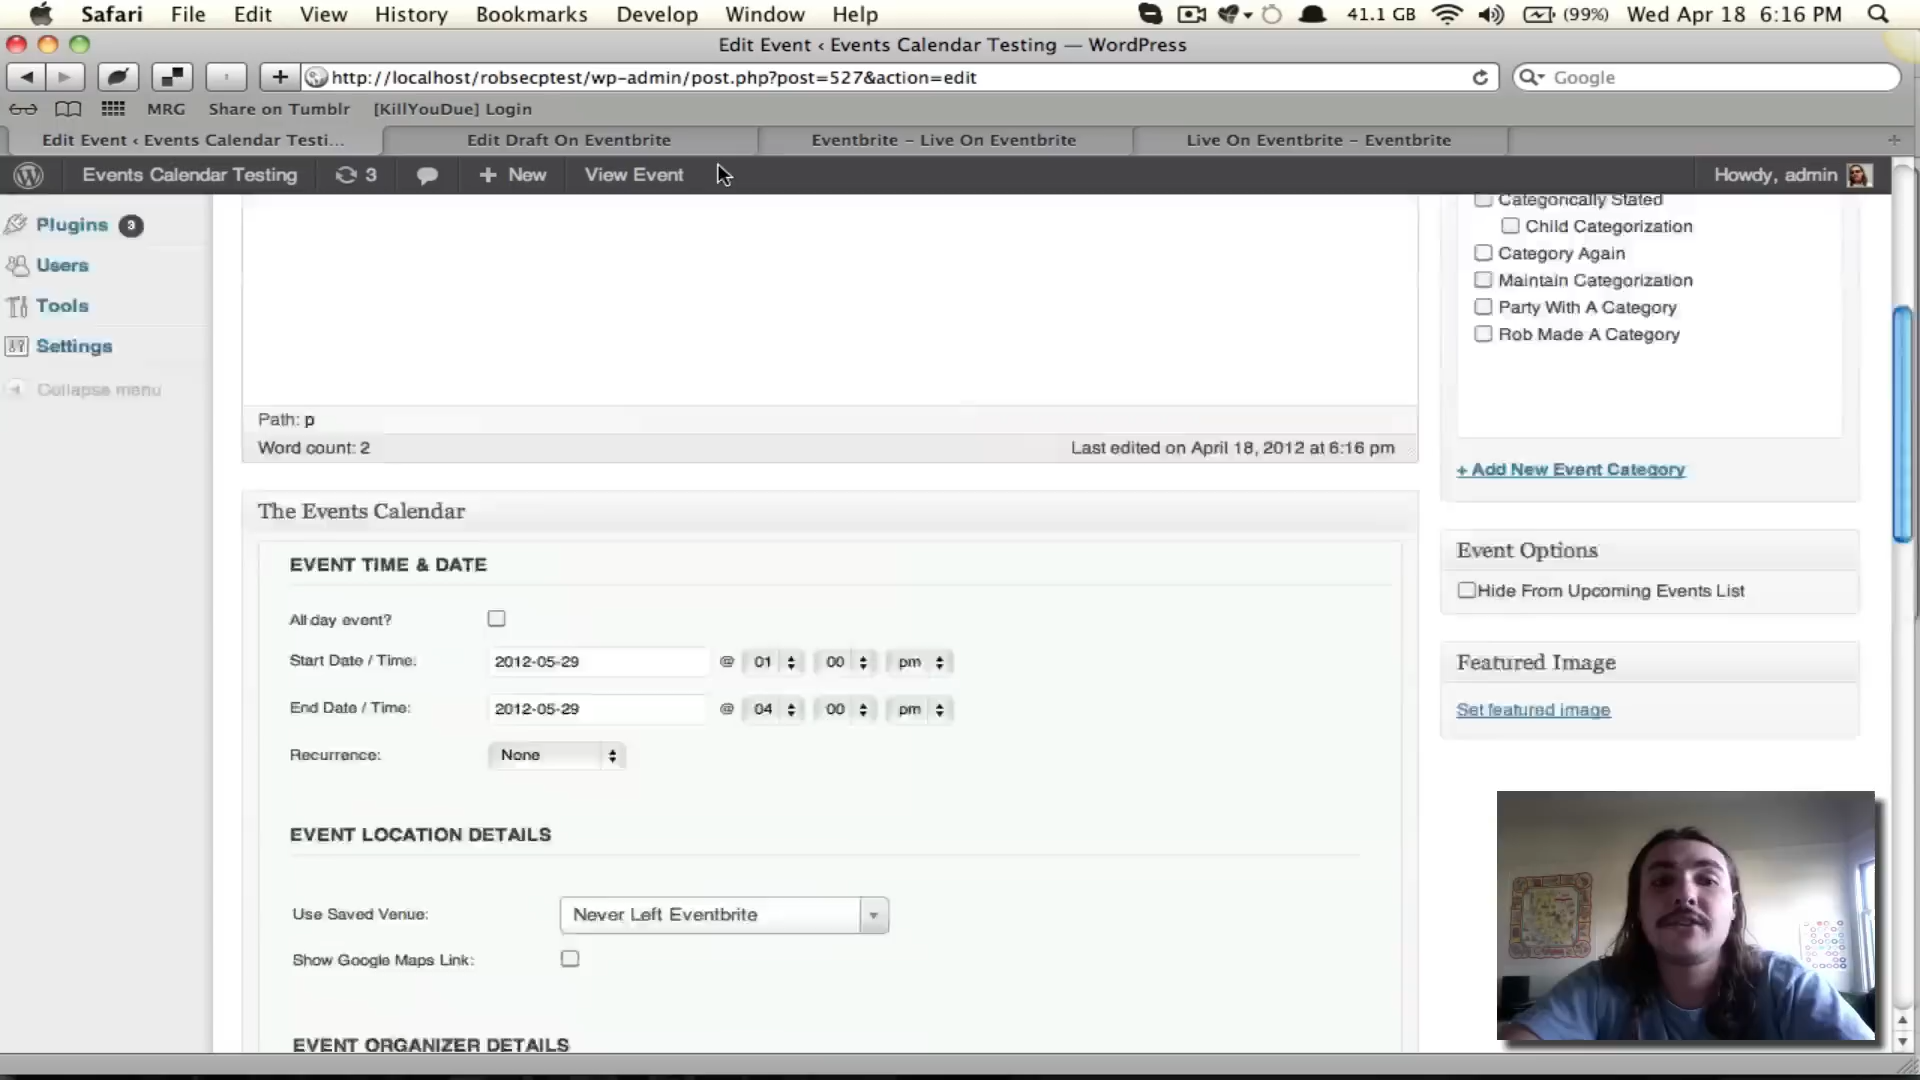 Safari File Edit View History Bookmarks Develop Window Help 41.1 GB (99%) Wed Apr 18 6:16 PM
Edit Event ‹ Events Calendar Testing — WordPress
http://localhost/robsecptest/wp-admin/post.php?post=527&action=edit Google
MRG Share on Tumblr [KillYouDue] Login
Edit Event ‹ Events Calendar Testi... Edit Draft On Eventbrite Eventbrite – Live On Eventbrite Live On Eventbrite – Eventbrite
Events Calendar Testing 3 + New View Event Howdy, admin
Plugins 3
Users
Tools
Settings
Collapse menu
Path: p
Word count: 2 Last edited on April 18, 2012 at 6:16 pm
The Events Calendar
EVENT TIME & DATE
All day event?
Start Date / Time: 2012-05-29 @ 01 00 pm
End Date / Time: 2012-05-29 @ 04 00 pm
Recurrence: None
EVENT LOCATION DETAILS
Use Saved Venue: Never Left Eventbrite
Show Google Maps Link:
EVENT ORGANIZER DETAILS
Categorically Stated
Child Categorization
Category Again
Maintain Categorization
Party With A Category
Rob Made A Category
+ Add New Event Category
Event Options
Hide From Upcoming Events List
Featured Image
Set featured image